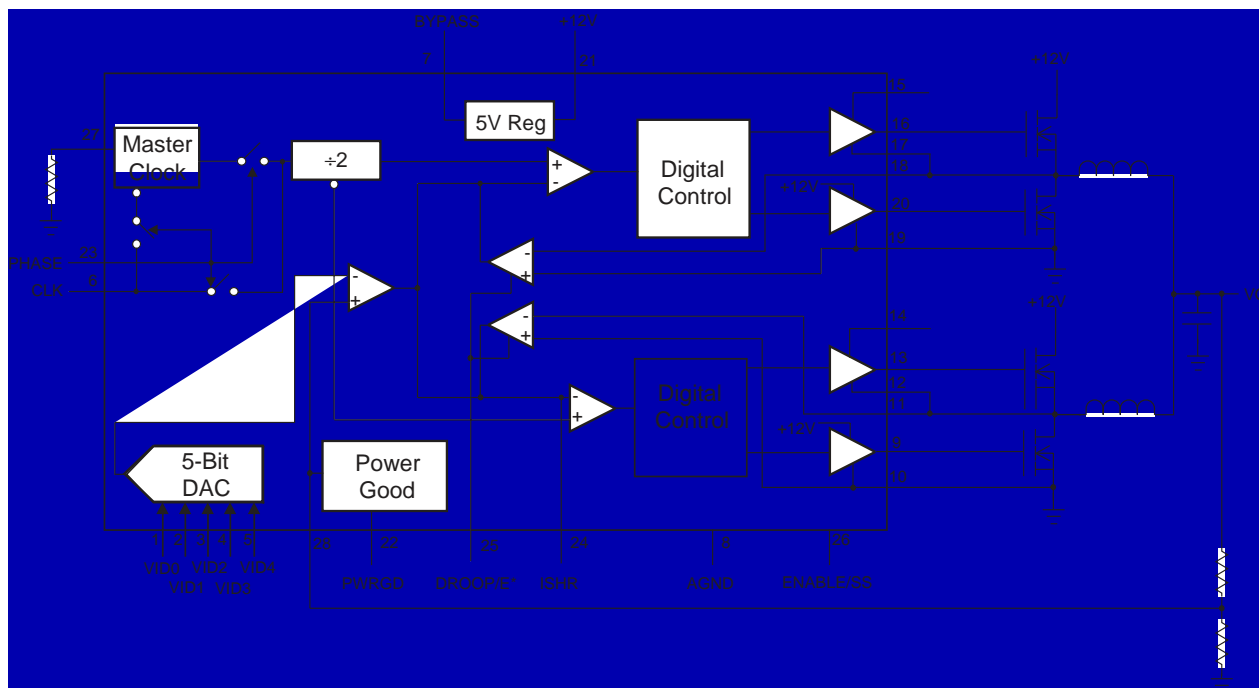 BYPASS
+12V
7
21
+12V
15
5V Reg
27
Master
Clock
÷2
+
-
Digital
Control
16
17
18
+12V
20
19
-
+
PHASE
23
CLK
6
-
+
-
+
14
+12V
13
12
11
-
+
Digital
Control
+12V
9
10
5-Bit
DAC
Power
Good
1
2
3
4
5
28
22
25
24
8
26
VID0
VID2
VID4
VID1
VID3
PWRGD
DROOP/E*
ISHR
AGND
ENABLE/SS